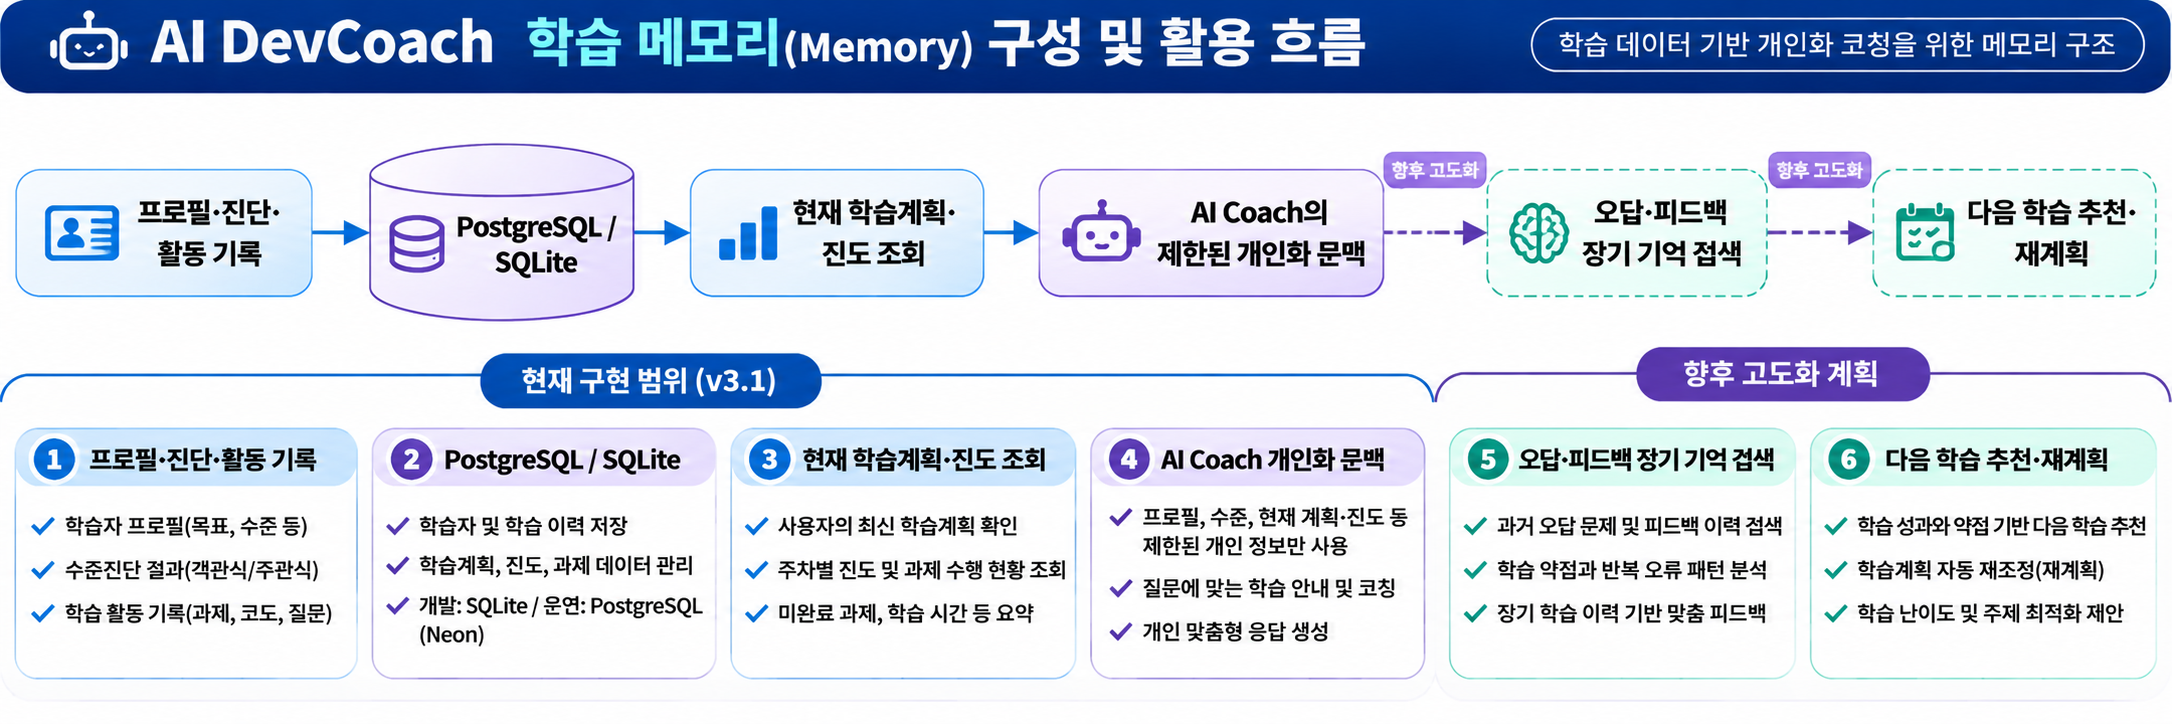 AI DevCoach 학습 메모리(Memory) 구성 및 활용 흐름
학습 데이터 기반 개인화 코칭을 위한 메모리 구조
프로필·진단·
활동 기록
PostgreSQL /
SQLite
현재 학습계획·
진도 조회
AI Coach의
제한된 개인화 문맥
향후 고도화
오답·피드백
장기 기억 접색
향후 고도화
다음 학습 추천·
재계획
현재 구현 범위 (v3.1)
향후 고도화 계획
1 프로필·진단·활동 기록
학습자 프로필(목표, 수준 등)
수준진단 절과(객관식/주관식)
학습 활동 기록(과제, 코도, 질문)
2 PostgreSQL / SQLite
학습자 및 학습 이력 저장
학습계획, 진도, 과제 데이터 관리
개발: SQLite / 운연: PostgreSQL
(Neon)
3 현재 학습계획·진도 조회
사용자의 최신 학습계획 확인
주차별 진도 및 과제 수행 현황 조회
미완료 과제, 학습 시간 등 요약
4 AI Coach 개인화 문백
프로필, 수준, 현재 계획·진도 등
제한된 개인 정보만 사용
질문에 맞는 학습 안내 및 코칭
개인 맞춤형 응답 생성
5 오답·피드백 장기 기억 접색
과거 오답 문제 및 피드백 이력 검색
학습 약점과 반복 오류 패턴 분석
장기 학습 이력 기반 맞춤 피드백
6 다음 학습 추천·재계획
학습 성과와 약점 기반 다음 학습 추천
학습계획 자동 재조정(재계획)
학습 난이도 및 주제 최적화 제안